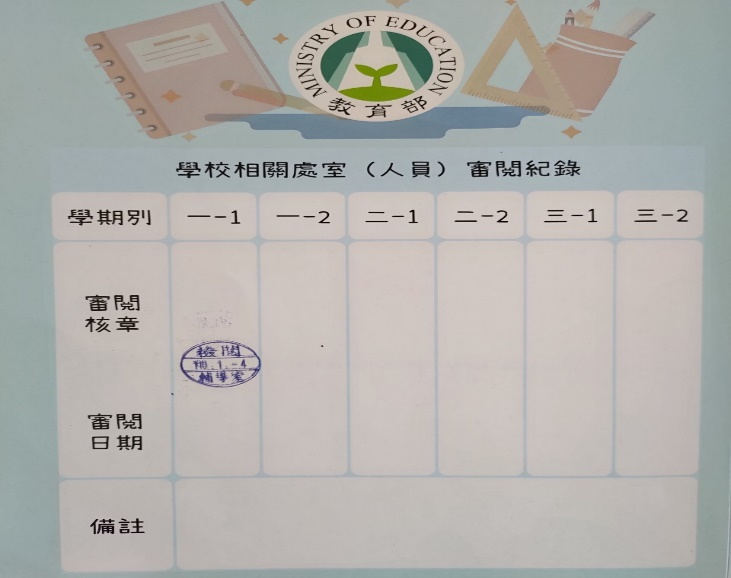 MINISTRY OF EDUCATION
教育部
學校相關處室（人員）審閱紀錄
學期別 一-1 一-2 二-1 二-2 三-1 三-2
審閱
核章
檢閱
輔導室
審閱
日期
備註